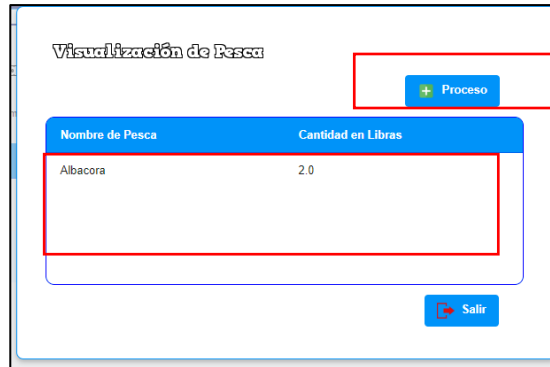 Visualización de Pesca
Proceso
Nombre de Pesca Cantidad en Libras
Albacora 2.0
Salir